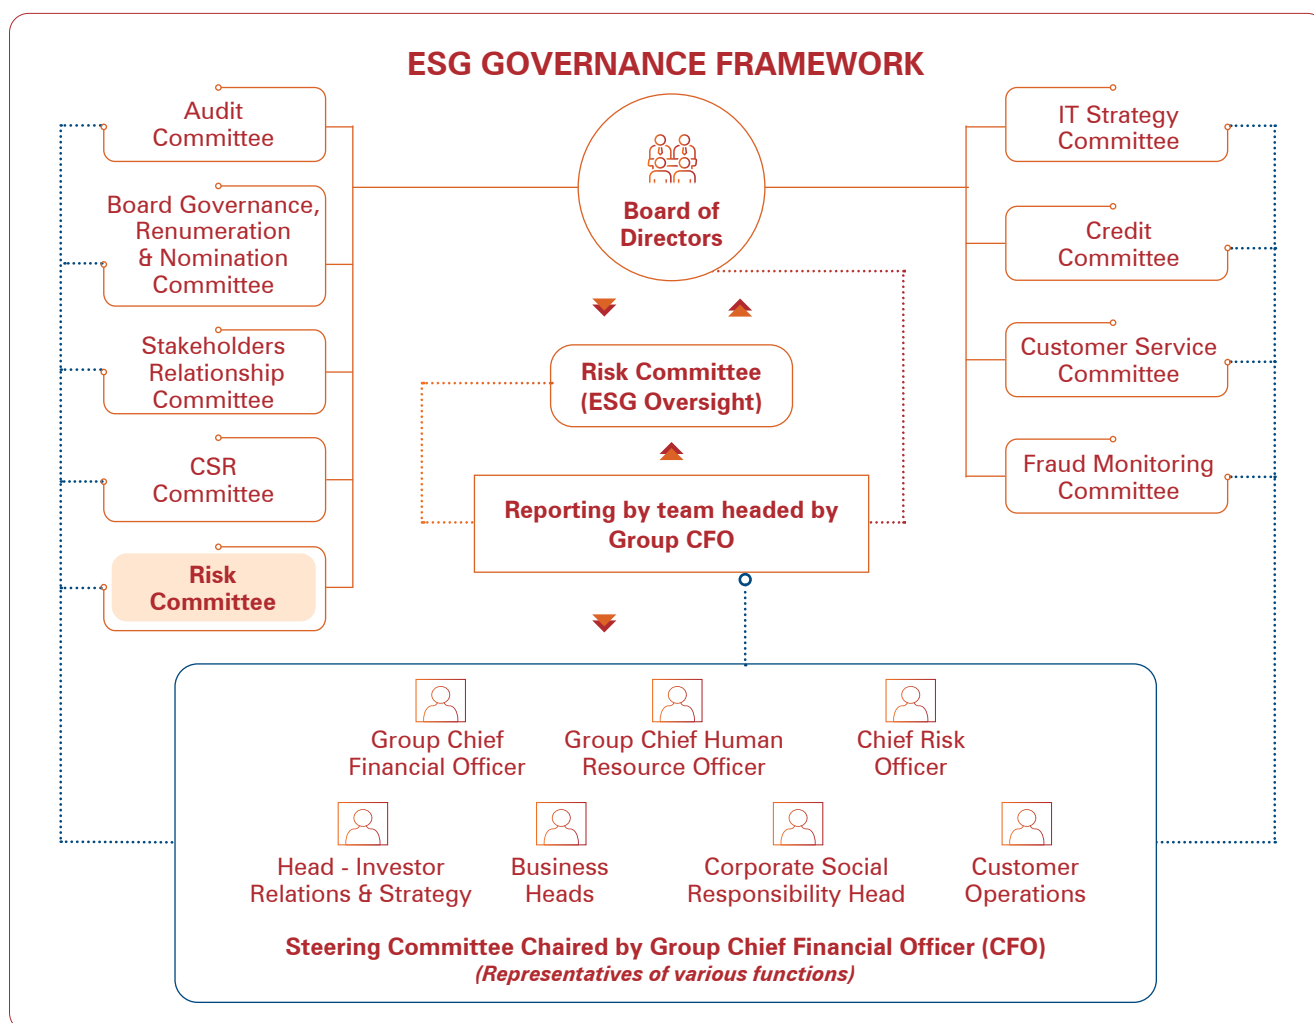 ESG GOVERNANCE FRAMEWORK
Audit
Committee
Board Governance,
Renumeration
& Nomination
Committee
Stakeholders
Relationship
Committee
CSR
Committee
Risk
Committee
Board of
Directors
Risk Committee
(ESG Oversight)
Reporting by team headed by
Group CFO
IT Strategy
Committee
Credit
Committee
Customer Service
Committee
Fraud Monitoring
Committee
Group Chief
Financial Officer
Group Chief Human
Resource Officer
Chief Risk
Officer
Head - Investor
Relations & Strategy
Business
Heads
Corporate Social
Responsibility Head
Customer
Operations
Steering Committee Chaired by Group Chief Financial Officer (CFO)
(Representatives of various functions)